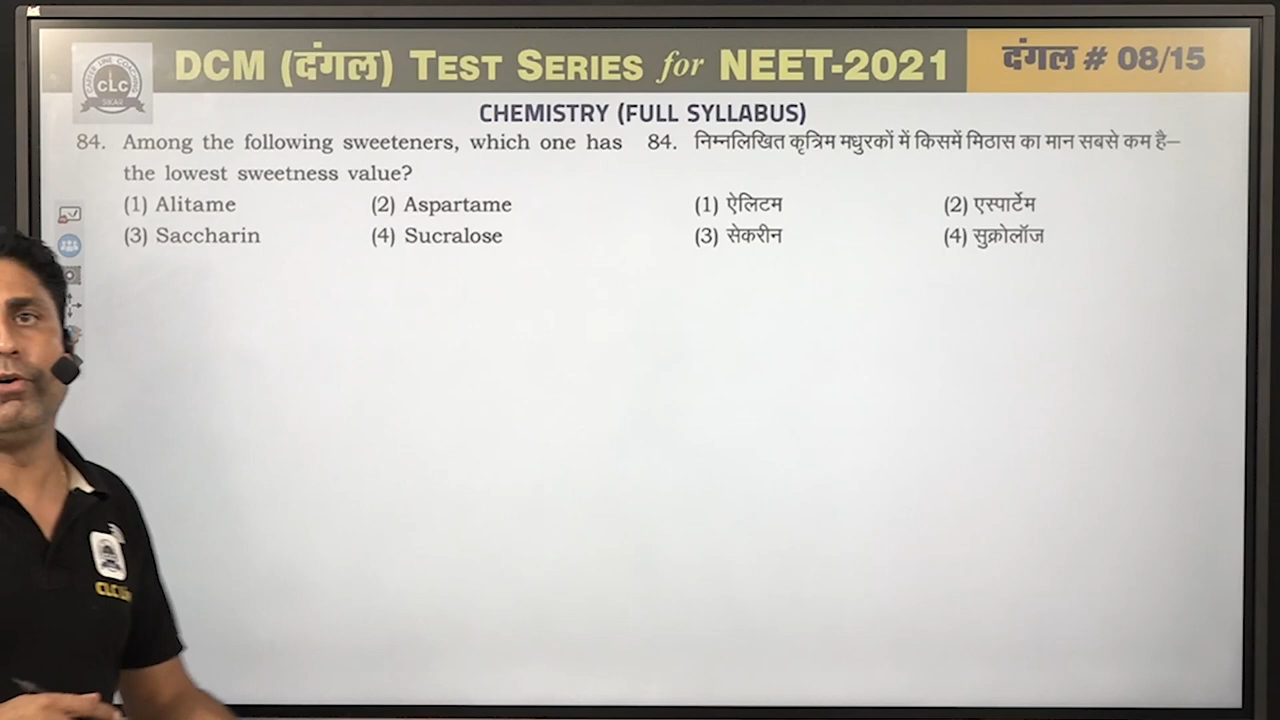 DCM (दंगल) TEST SERIES for NEET-2021
दंगल # 08/15
CLC
SIKAR
CHEMISTRY (FULL SYLLABUS)
84. Among the following sweeteners, which one has
the lowest sweetness value?
(1) Alitame (2) Aspartame
(3) Saccharin (4) Sucralose
84. निम्नलिखित कृत्रिम मधुरकों में किसमें मिठास का मान सबसे कम है–
(1) ऐलिटम (2) एस्पार्टेम
(3) सेकरीन (4) सुक्रोलॉज